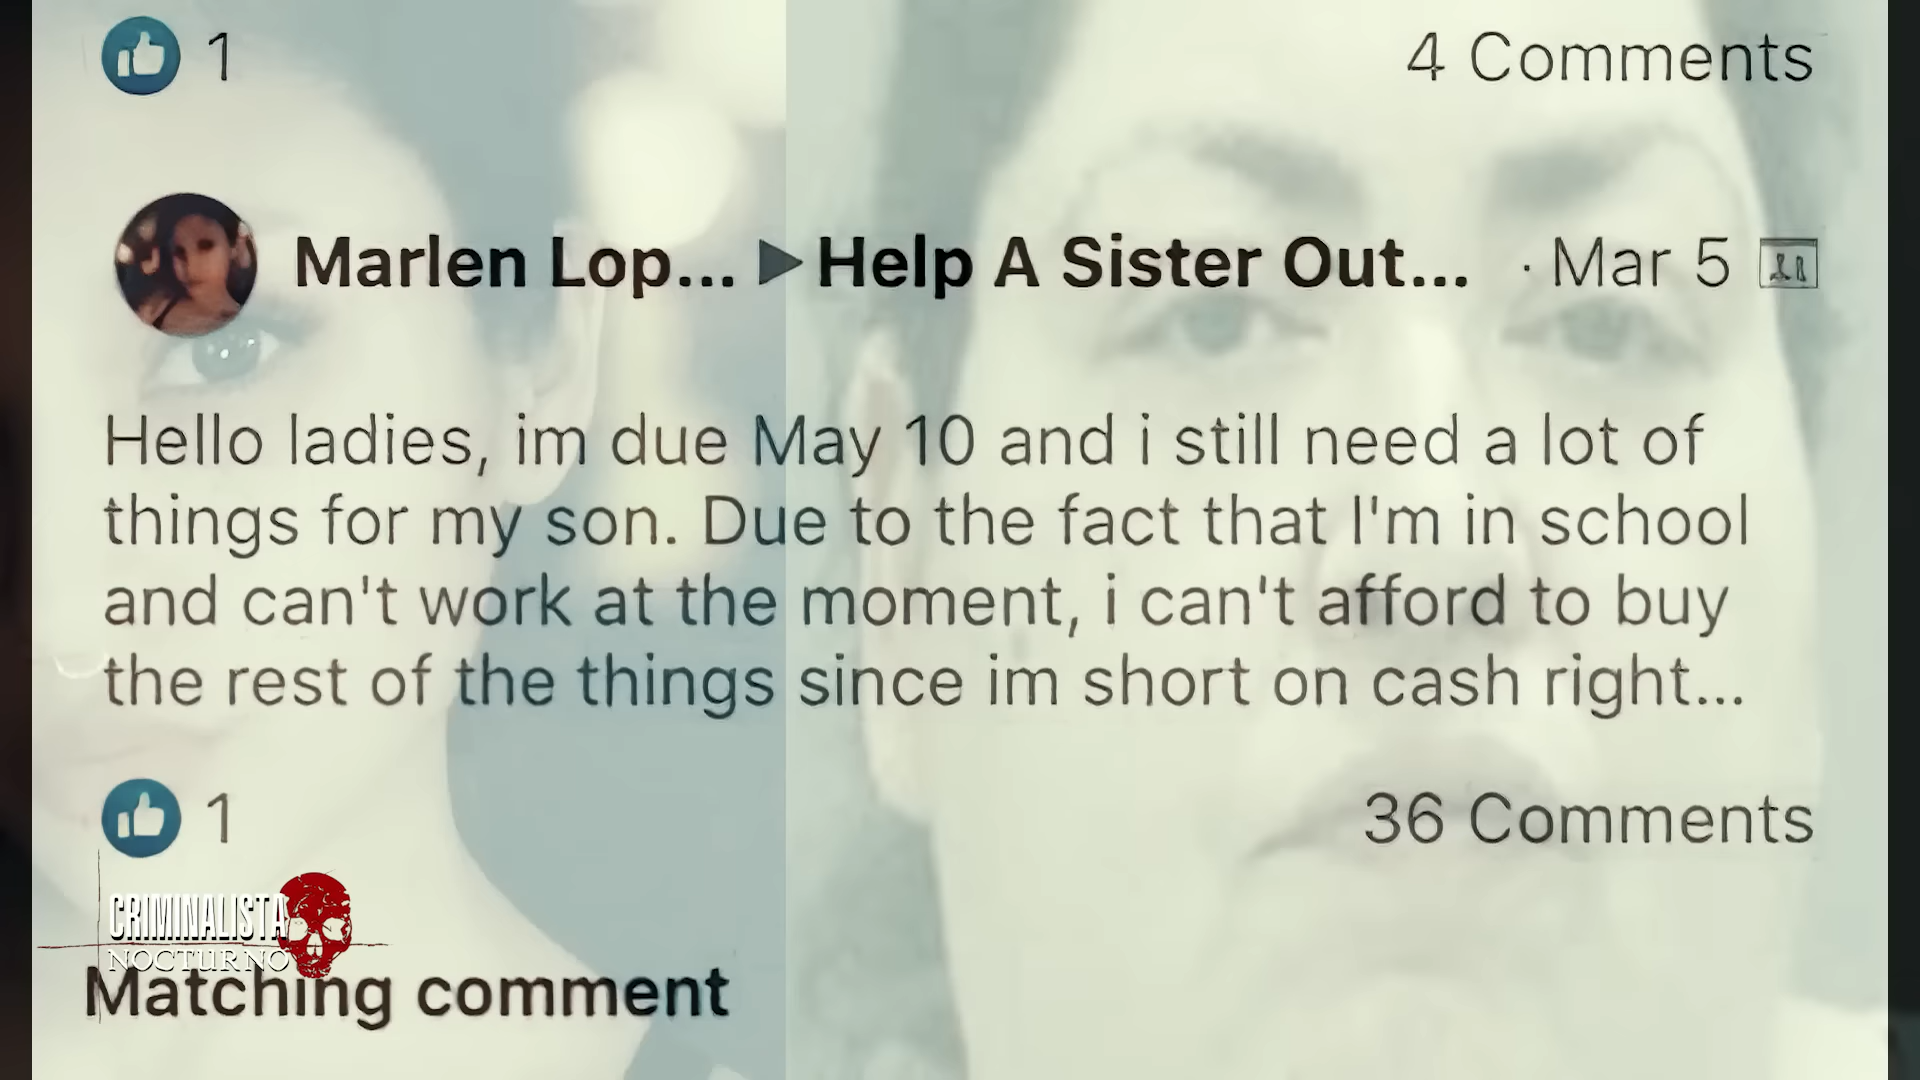 1
4 Comments
Marlen Lop... ▶ Help A Sister Out... · Mar 5
Hello ladies, im due May 10 and i still need a lot of
things for my son. Due to the fact that I'm in school
and can't work at the moment, i can't afford to buy
the rest of the things since im short on cash right...
1
36 Comments
CRIMINALISTA
NOCTURNO
Matching comment